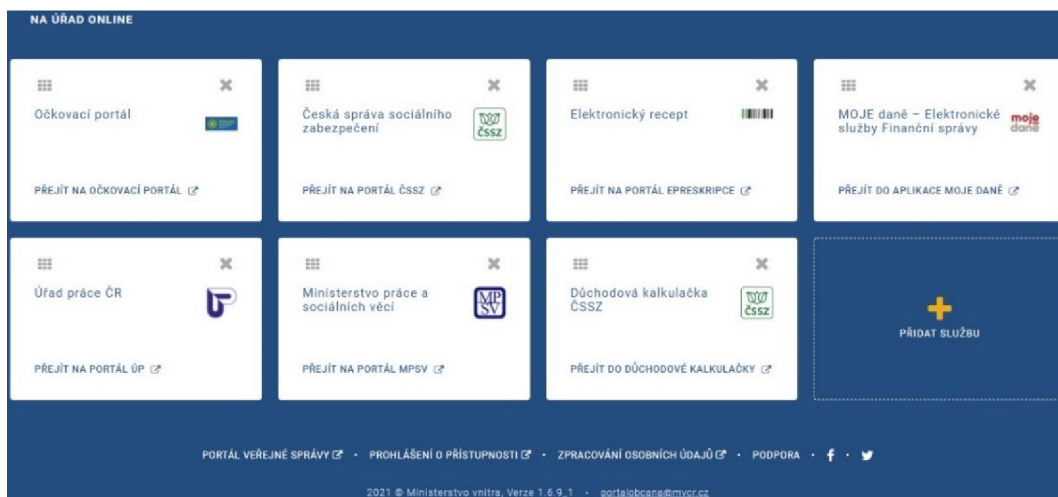 NA ÚŘAD ONLINE
Očkovací portál
PŘEJÍT NA OČKOVACÍ PORTÁL
Česká správa sociálního
zabezpečení
ČSSZ
PŘEJÍT NA PORTÁL ČSSZ
Elektronický recept
PŘEJÍT NA PORTÁL EPRESKRIPCE
MOJE daně – Elektronické
služby Finanční správy
moje
daně
PŘEJÍT DO APLIKACE MOJE DANĚ
Úřad práce ČR
PŘEJÍT NA PORTÁL ÚP
Ministerstvo práce a
sociálních věcí
MP
SV
PŘEJÍT NA PORTÁL MPSV
Důchodová kalkulačka
ČSSZ
ČSSZ
PŘEJÍT DO DŮCHODOVÉ KALKULAČKY
PŘIDAT SLUŽBU
PORTÁL VEŘEJNÉ SPRÁVY • PROHLÁŠENÍ O PŘÍSTUPNOSTI • ZPRACOVÁNÍ OSOBNÍCH ÚDAJŮ • PODPORA
2021 © Ministerstvo vnitra, Verze 1.6.9_1 • portalobcana@mvcr.cz